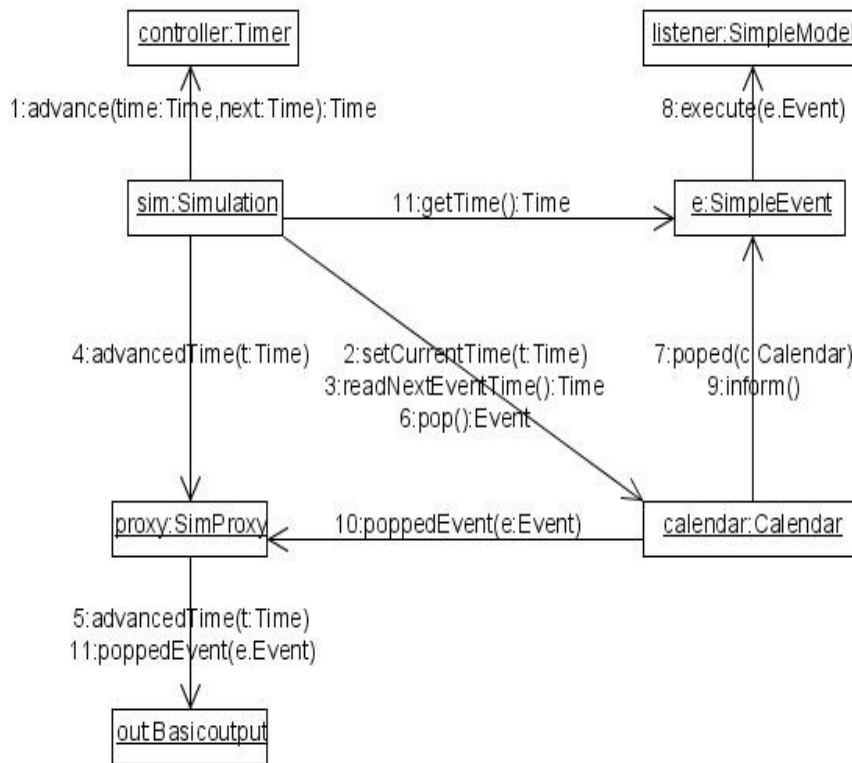 controller:Timer
listener:SimpleModel
1:advance(time:Time,next:Time):Time
8:execute(e.Event)
sim:Simulation
11:getTime():Time
e:SimpleEvent
4:advancedTime(t:Time)
2:setCurrentTime(t:Time)
3:readNextEventTime():Time
6:pop():Event
7:poped(c Calendar)
9:inform()
proxy:SimProxy
10:poppedEvent(e:Event)
calendar:Calendar
5:advancedTime(t:Time)
11:poppedEvent(e.Event)
out:Basicoutput